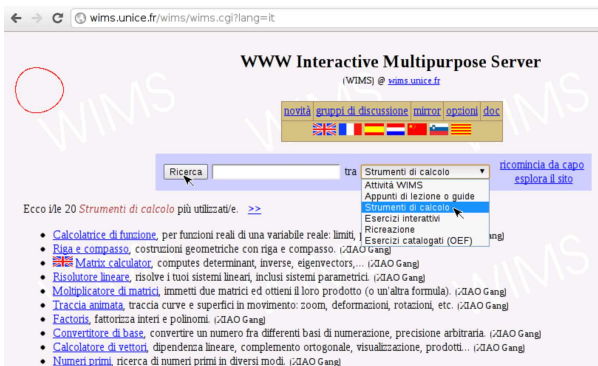 wims.unice.fr/wims/wims.cgi?lang=it
WWW Interactive Multipurpose Server
(WIMS) @ wims.unice.fr
novità gruppi di discussione mirror opzioni doc
Ricerca tra Strumenti di calcolo ricomincia da capo
esplora il sito
Attività WIMS
Appunti di lezione o guide
Strumenti di calcolo
Esercizi interattivi
Ricreazione
Esercizi catalogati (OEF)
Ecco i/le 20 Strumenti di calcolo più utilizzati/e. >>
Calcolatrice di funzione, per funzioni reali di una variabile reale: limiti, ang)
Riga e compasso, costruzioni geometriche con riga e compasso. (XIAO Gang)
Matrix calculator, computes determinant, inverse, eigenvectors,... (XIAO Gang)
Risolutore lineare, risolve i tuoi sistemi lineari, inclusi sistemi parametrici. (XIAO Gang)
Moltiplicatore di matrici, immetti due matrici ed ottieni il loro prodotto (o un'altra formula). (XIAO Gang)
Traccia animata, traccia curve e superfici in movimento: zoom, deformazioni, rotazioni, etc. (XIAO Gang)
Factoris, fattorizza interi e polinomi. (XIAO Gang)
Convertitore di base, convertire un numero fra differenti basi di numerazione, precisione arbitraria. (XIAO Gang)
Calcolatore di vettori, dipendenza lineare, complemento ortogonale, visualizzazione, prodotti... (XIAO Gang)
Numeri primi, ricerca di numeri primi in diversi modi. (XIAO Gang)